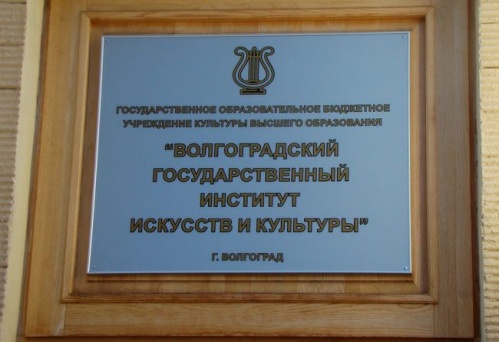 ГОСУДАРСТВЕННОЕ ОБРАЗОВАТЕЛЬНОЕ БЮДЖЕТНОЕ
УЧРЕЖДЕНИЕ КУЛЬТУРЫ ВЫСШЕГО ОБРАЗОВАНИЯ
“ВОЛГОГРАДСКИЙ
ГОСУДАРСТВЕННЫЙ
ИНСТИТУТ
ИСКУССТВ И КУЛЬТУРЫ”
Г. ВОЛГОГРАД